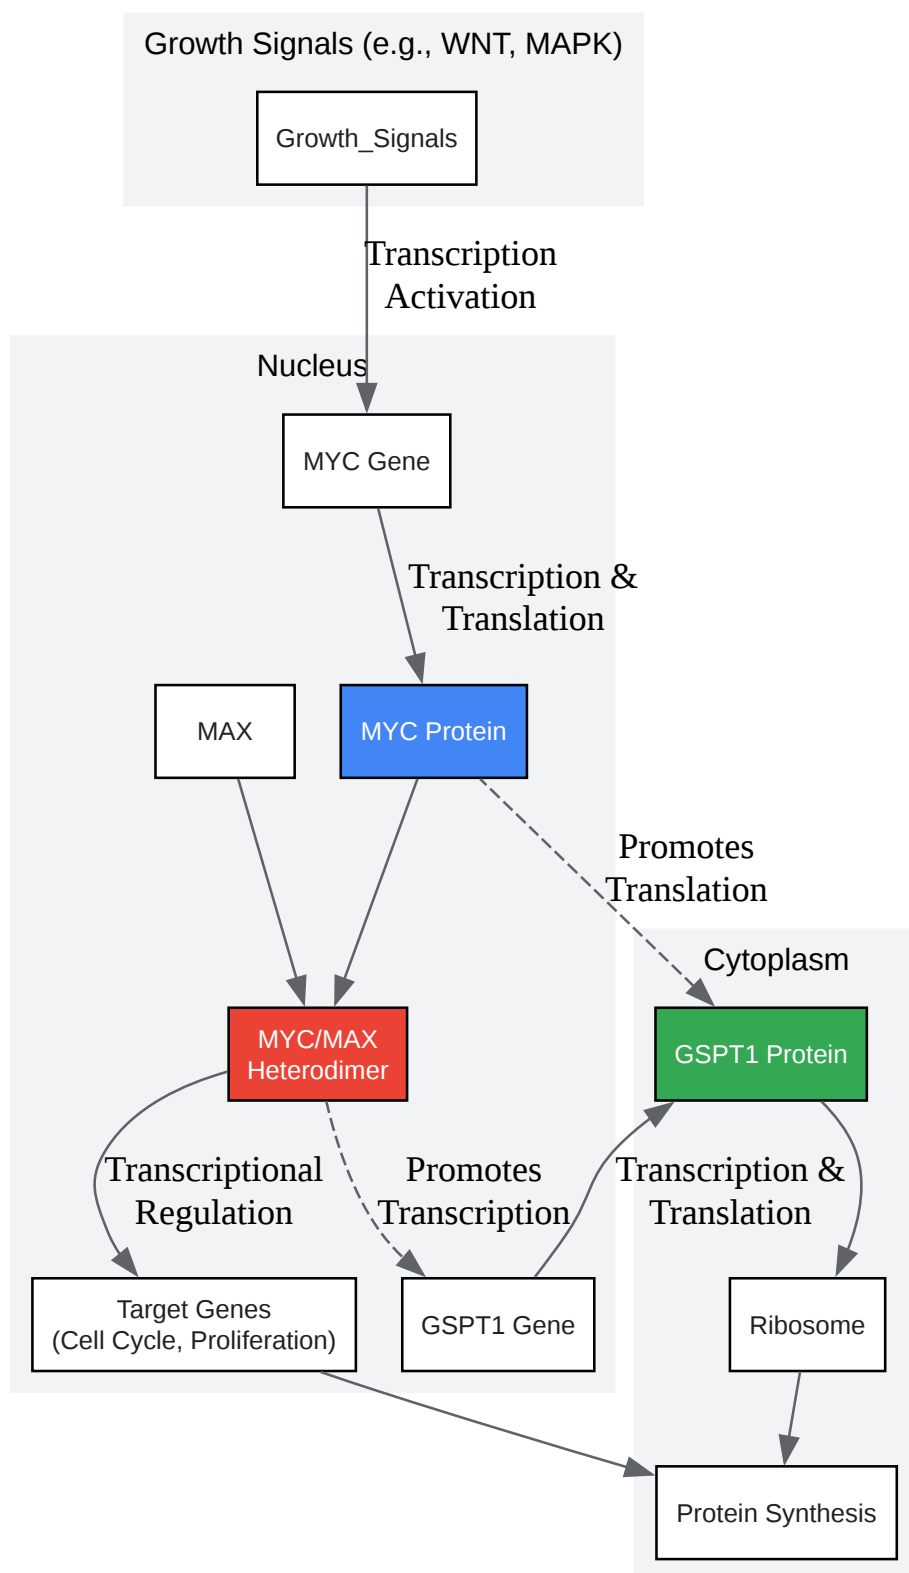 Growth Signals (e.g., WNT, MAPK)
Growth_Signals
Transcription
Activation
Nucleus
MYC Gene
Transcription &
Translation
MAX
MYC Protein
Promotes
Translation
Cytoplasm
MYC/MAX
Heterodimer
GSPT1 Protein
Transcriptional
Regulation
Promotes
Transcription
Transcription &
Translation
Target Genes
(Cell Cycle, Proliferation)
GSPT1 Gene
Ribosome
Protein Synthesis